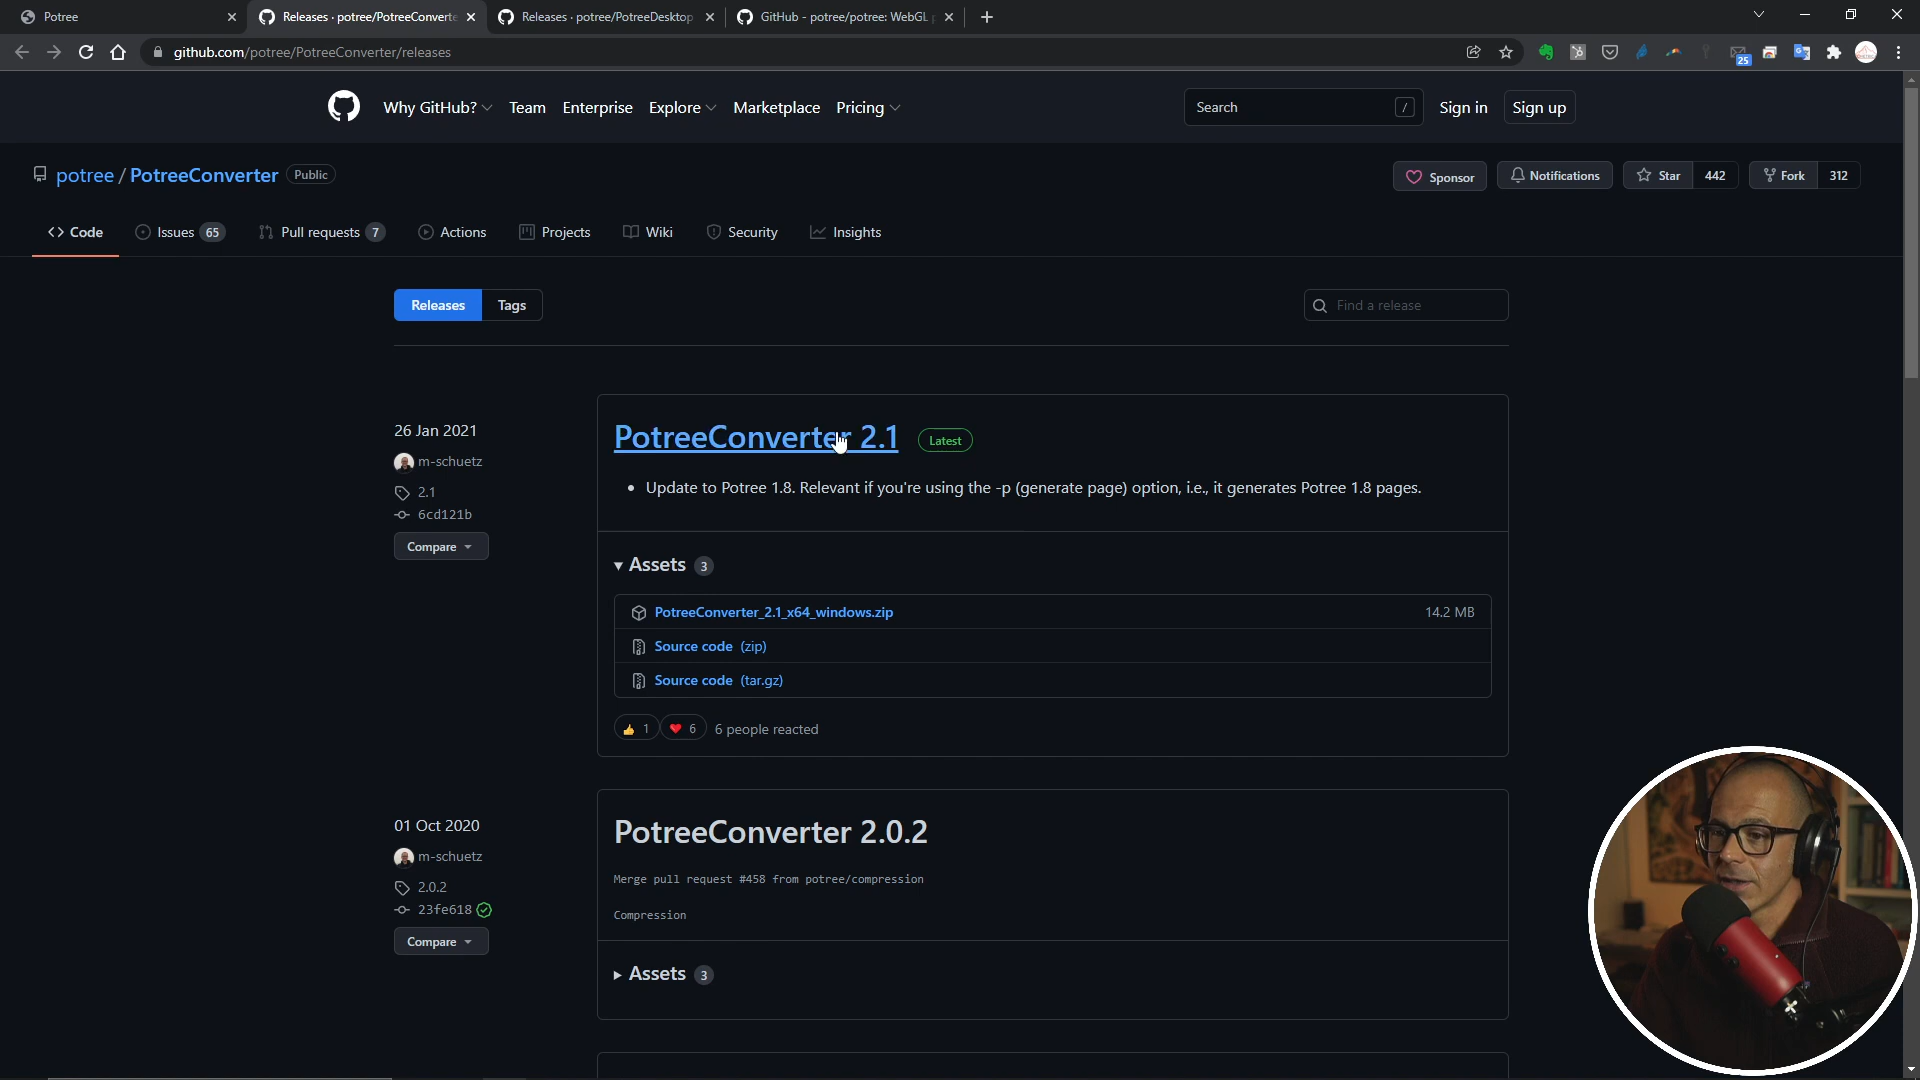 Potree
Releases · potree/PotreeConverte
Releases · potree/PotreeDesktop
GitHub - potree/potree: WebGL p
github.com/potree/PotreeConverter/releases
25
Why GitHub?
Team
Enterprise
Explore
Marketplace
Pricing
Search
/
Sign in
Sign up
potree / PotreeConverter
Public
Sponsor
Notifications
Star 442
Fork 312
Code
Issues 65
Pull requests 7
Actions
Projects
Wiki
Security
Insights
Releases
Tags
Find a release
26 Jan 2021
m-schuetz
2.1
6cd121b
Compare
PotreeConverter 2.1
Latest
• Update to Potree 1.8. Relevant if you're using the -p (generate page) option, i.e., it generates Potree 1.8 pages.
Assets 3
PotreeConverter_2.1_x64_windows.zip
14.2 MB
Source code (zip)
Source code (tar.gz)
1
6
6 people reacted
01 Oct 2020
m-schuetz
2.0.2
23fe618
Compare
PotreeConverter 2.0.2
Merge pull request #458 from potree/compression
Compression
Assets 3